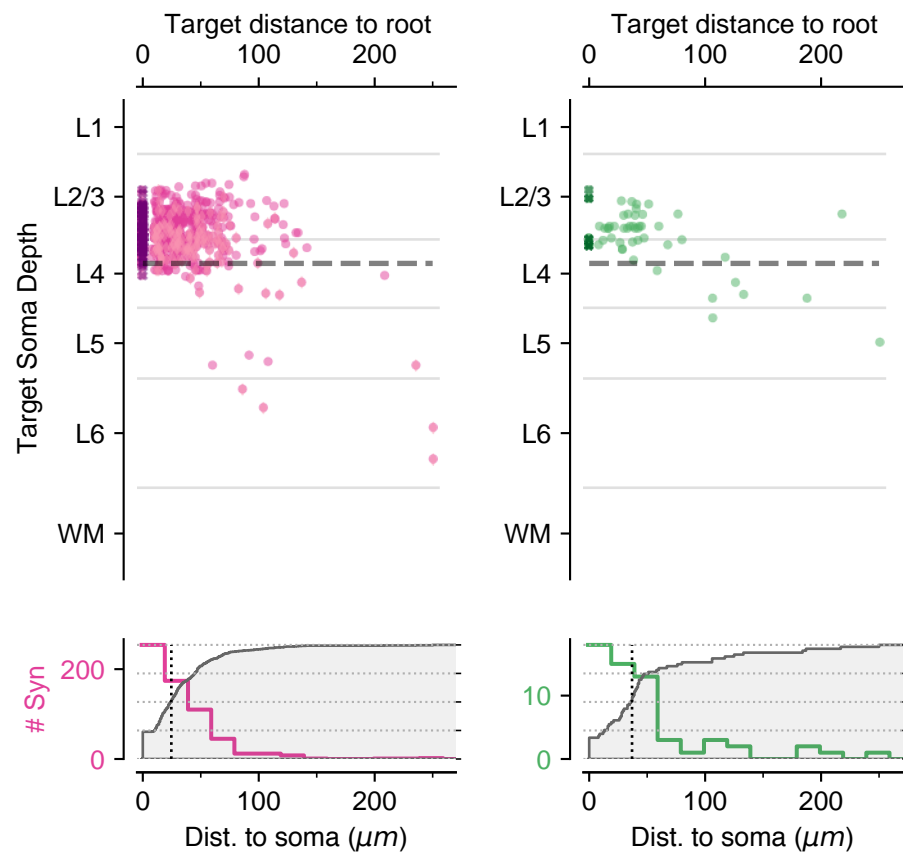 Target distance to root
Target distance to root
0 100 200
0 100 200
Target Soma Depth
L1
L2/3
L4
L5
L6
WM
L1
L2/3
L4
L5
L6
WM
# Syn
200
0
10
0
0 100 200
0 100 200
Dist. to soma (μm)
Dist. to soma (μm)